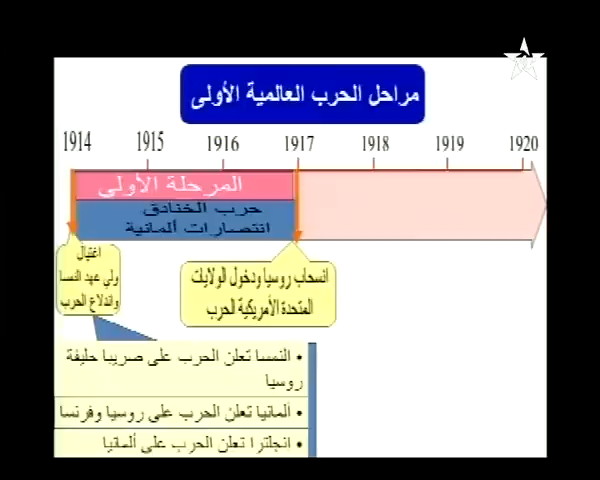 مراحل الحرب العالمية الأولى
1914 1915 1916 1917 1918 1919 1920
المرحلة الأولى
حرب الخنادق
انتصارات ألمانية
اغتيال
ولي عهد النسا
واندلاع الحرب
انسحاب روسيا ودخول الولايات
المتحدة الأمريكية الحرب
• النمسا تعلن الحرب على صربيا حليفة
روسيا
• ألمانيا تعلن الحرب على روسيا وفرنسا
• انجلترا تعلن الحرب على ألمانيا